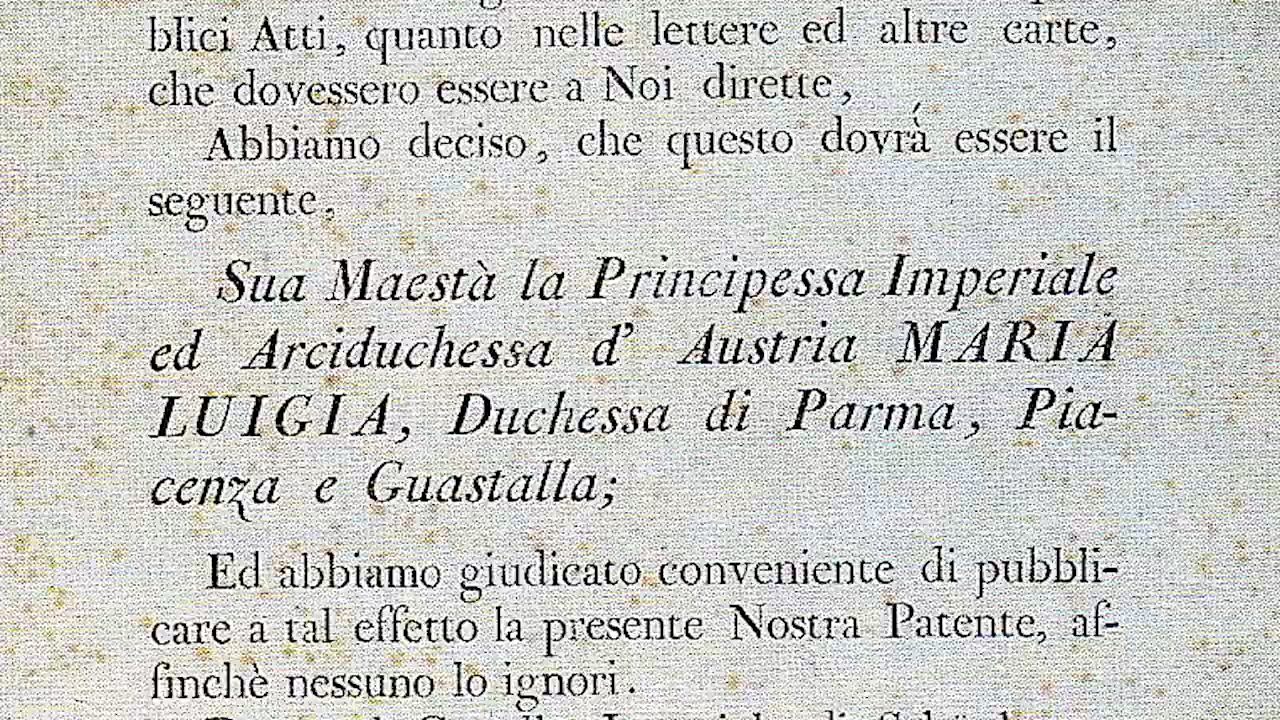 blici Atti, quanto nelle lettere ed altre carte,
che dovessero essere a Noi dirette,
Abbiamo deciso, che questo dovrá essere il
seguente,
Sua Maestà la Principessa Imperiale
ed Arciduchessa d' Austria MARIA
LUIGIA, Duchessa di Parma, Pia-
cenza e Guastalla;
Ed abbiamo giudicato conveniente di pubbli-
care a tal effetto la presente Nostra Patente, af-
finchè nessuno lo ignori.